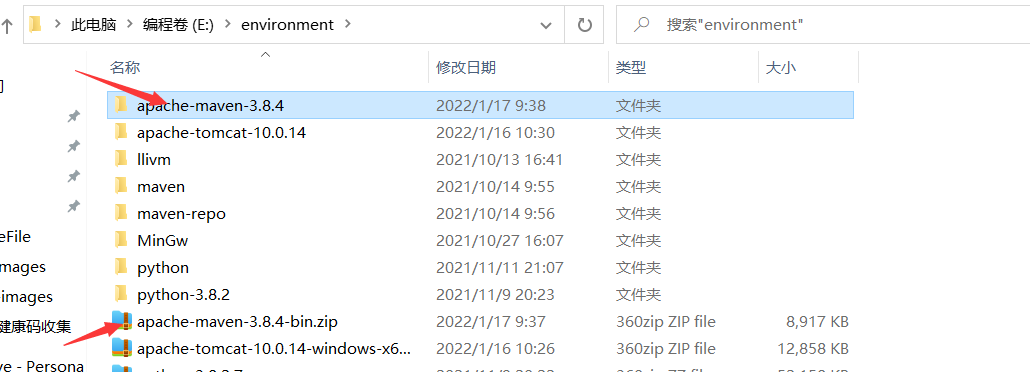 此电脑 编程卷 (E:) environment 搜索"environment"
名称 修改日期 类型 大小
apache-maven-3.8.4 2022/1/17 9:38 文件夹
apache-tomcat-10.0.14 2022/1/16 10:30 文件夹
llivm 2021/10/13 16:41 文件夹
maven 2021/10/14 9:55 文件夹
maven-repo 2021/10/14 9:56 文件夹
eFile
MinGw 2021/10/27 16:07 文件夹
mages
python 2021/11/11 21:07 文件夹
images
python-3.8.2 2021/11/9 20:23 文件夹
健康码收集
apache-maven-3.8.4-bin.zip 2022/1/17 9:37 360zip ZIP file 8,917 KB
apache-tomcat-10.0.14-windows-x6... 2022/1/16 10:26 360zip ZIP file 12,858 KB
ve - Persona